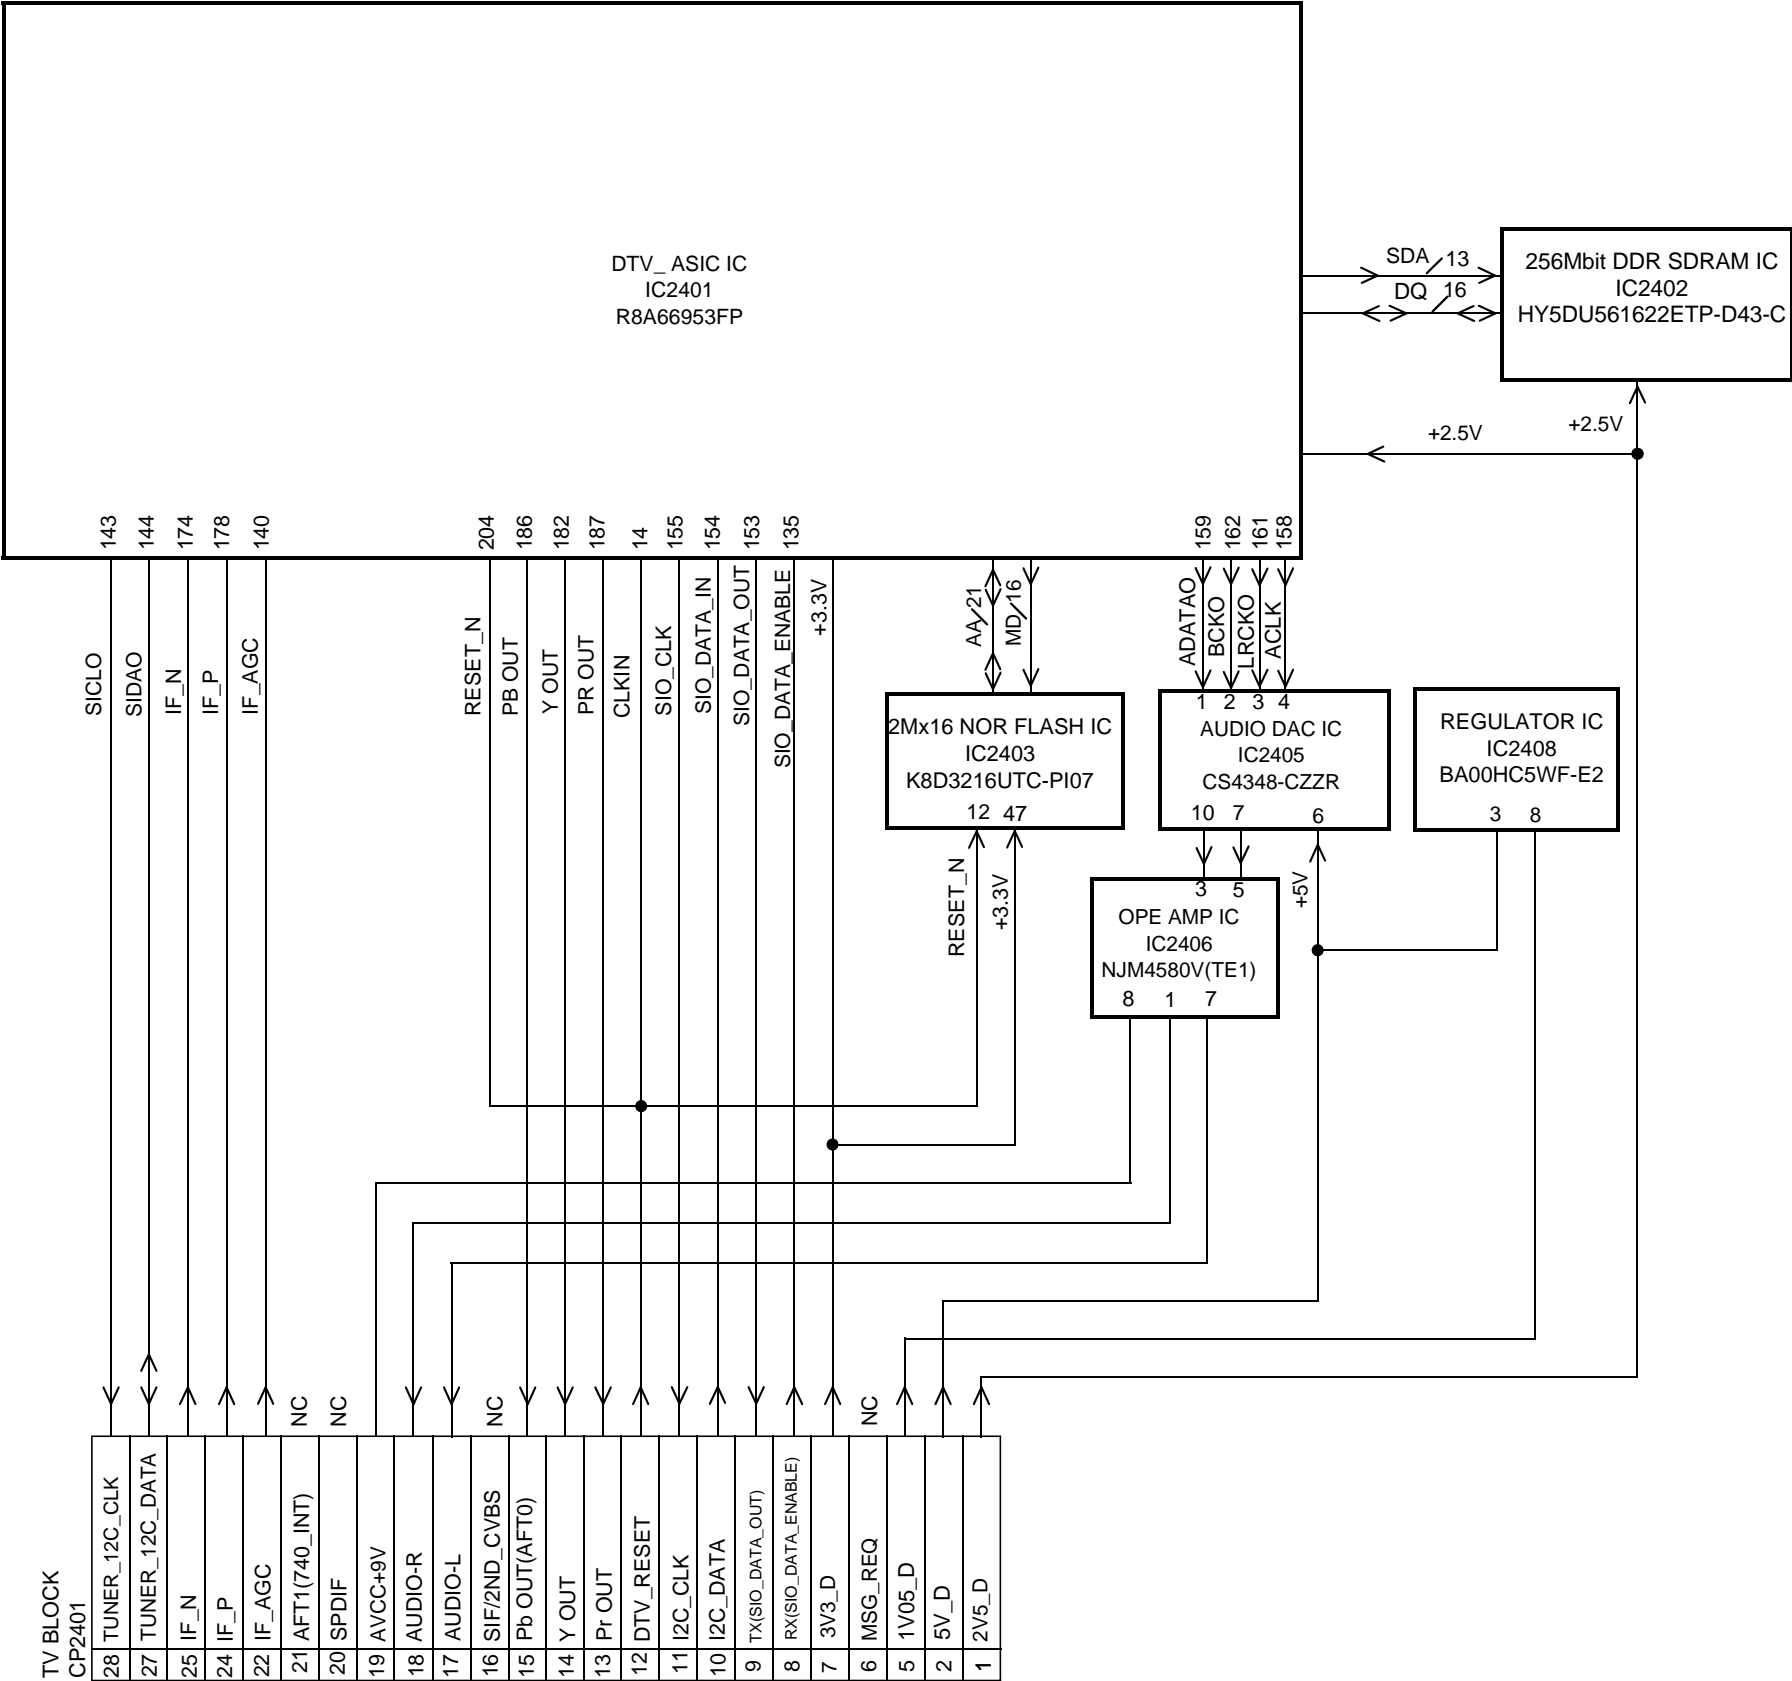 DTV_ ASIC IC
IC2401
R8A66953FP
SDA 13
DQ 16
256Mbit DDR SDRAM IC
IC2402
HY5DU561622ETP-D43-C
+2.5V
+2.5V
143
144
174
178
140
204
186
182
187
14
155
154
153
135
159
162
161
158
SICLO
SIDAO
IF_N
IF_P
IF_AGC
RESET_N
PB OUT
Y OUT
PR OUT
CLKIN
SIO_CLK
SIO_DATA_IN
SIO_DATA_OUT
SIO_DATA_ENABLE
+3.3V
AA/21
MD/16
ADATAO
BCKO
LRCKO
ACLK
2Mx16 NOR FLASH IC
IC2403
K8D3216UTC-PI07
12 47
RESET_N
+3.3V
1 2 3 4
AUDIO DAC IC
IC2405
CS4348-CZZR
10 7 6
+5V
REGULATOR IC
IC2408
BA00HC5WF-E2
3 8
3 5
OPE AMP IC
IC2406
NJM4580V(TE1)
8 1 7
NC
NC
NC
NC
TV BLOCK
CP2401
28 TUNER_12C_CLK
27 TUNER_12C_DATA
25 IF_N
24 IF_P
22 IF_AGC
21 AFT1(740_INT)
20 SPDIF
19 AVCC+9V
18 AUDIO-R
17 AUDIO-L
16 SIF/2ND_CVBS
15 Pb OUT(AFT0)
14 Y OUT
13 Pr OUT
12 DTV_RESET
11 I2C_CLK
10 I2C_DATA
9 TX(SIO_DATA_OUT)
8 RX(SIO_DATA_ENABLE)
7 3V3_D
6 MSG_REQ
5 1V05_D
2 5V_D
1 2V5_D